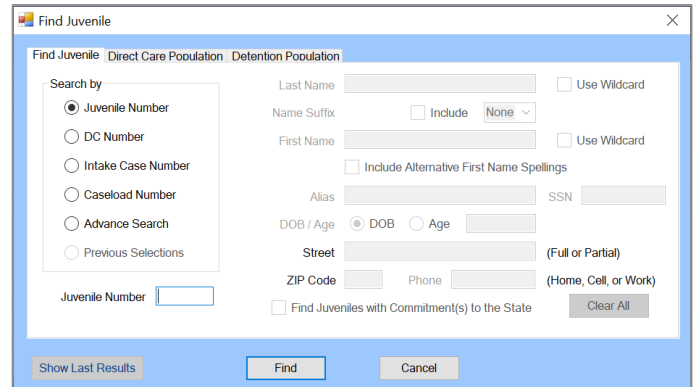 Find Juvenile
Find Juvenile Direct Care Population Detention Population
Search by
Juvenile Number
DC Number
Intake Case Number
Caseload Number
Advance Search
Previous Selections
Juvenile Number
Last Name Use Wildcard
Name Suffix Include None
First Name Use Wildcard
Include Alternative First Name Spellings
Alias SSN
DOB / Age DOB Age
Street (Full or Partial)
ZIP Code Phone (Home, Cell, or Work)
Find Juveniles with Commitment(s) to the State Clear All
Show Last Results Find Cancel